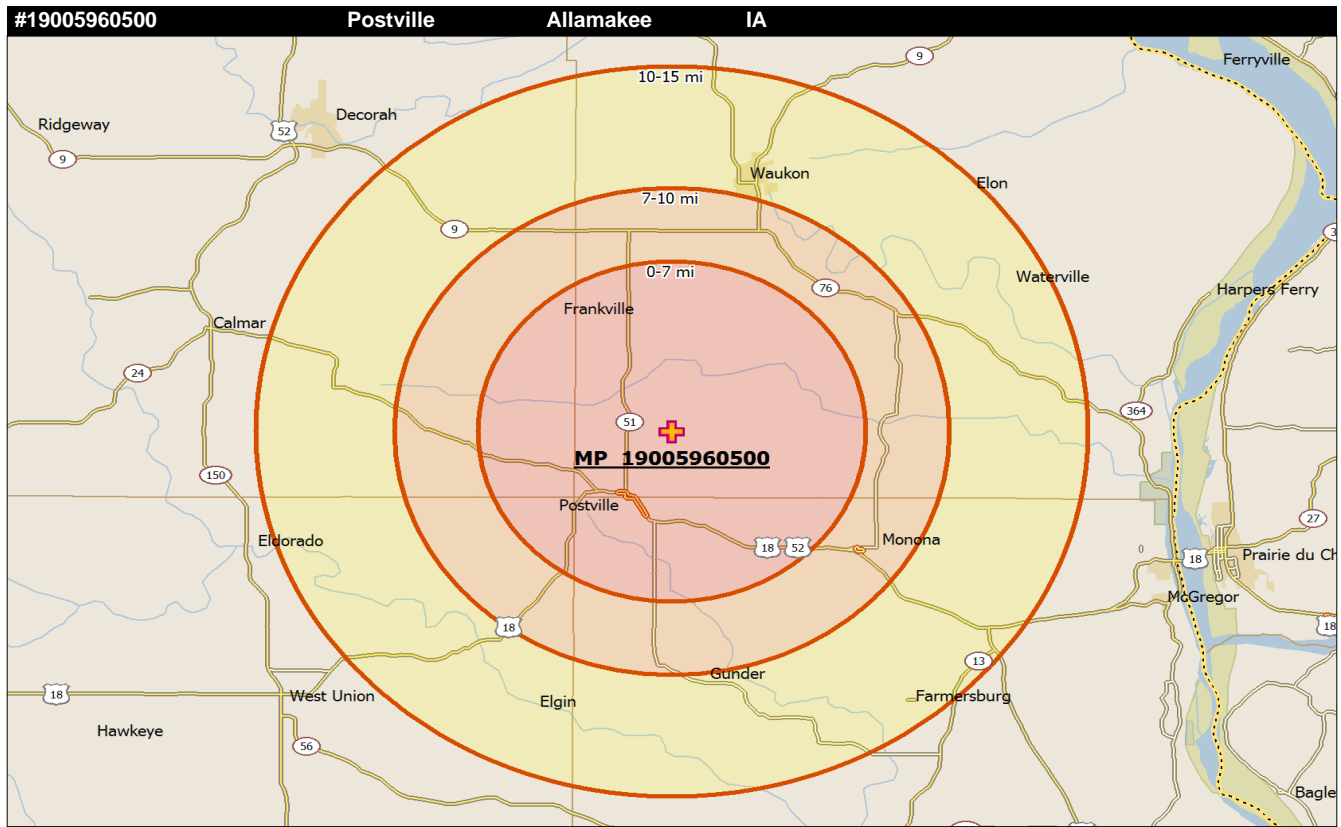 #19005960500 Postville Allamakee IA
9
Ferryville
10-15 mi
Decorah
Ridgeway
52
9
Waukon
Elon
7-10 mi
9
0-7 mi
76
Waterville
Harpers Ferry
Frankville
Calmar
24
364
51
MP 19005960500
150
Postville
27
Eldorado
18 52
Monona
18
Prairie du Ch
McGregor
18
18
13
Gunder
18
West Union
Elgin
Farmersburg
Hawkeye
56
Bagle